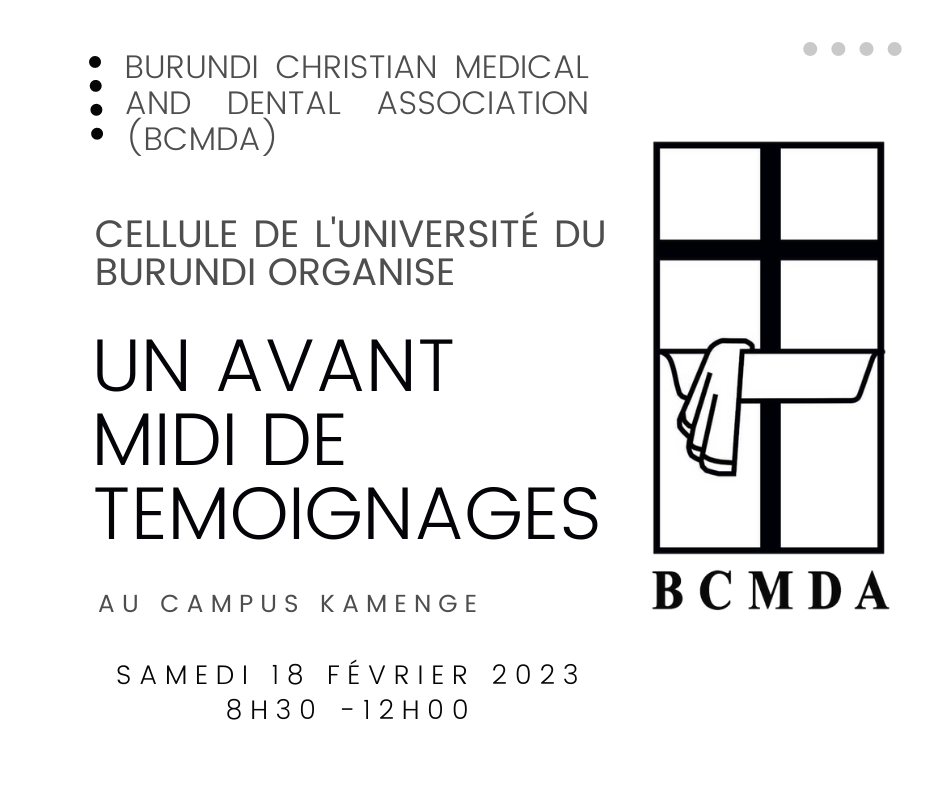 BURUNDI CHRISTIAN MEDICAL
AND DENTAL ASSOCIATION
(BCMDA)
CELLULE DE L'UNIVERSITÉ DU
BURUNDI ORGANISE
UN AVANT
MIDI DE
TEMOIGNAGES
AU CAMPUS KAMENGE
SAMEDI 18 FÉVRIER 2023
8H30 -12H00
BCMDA